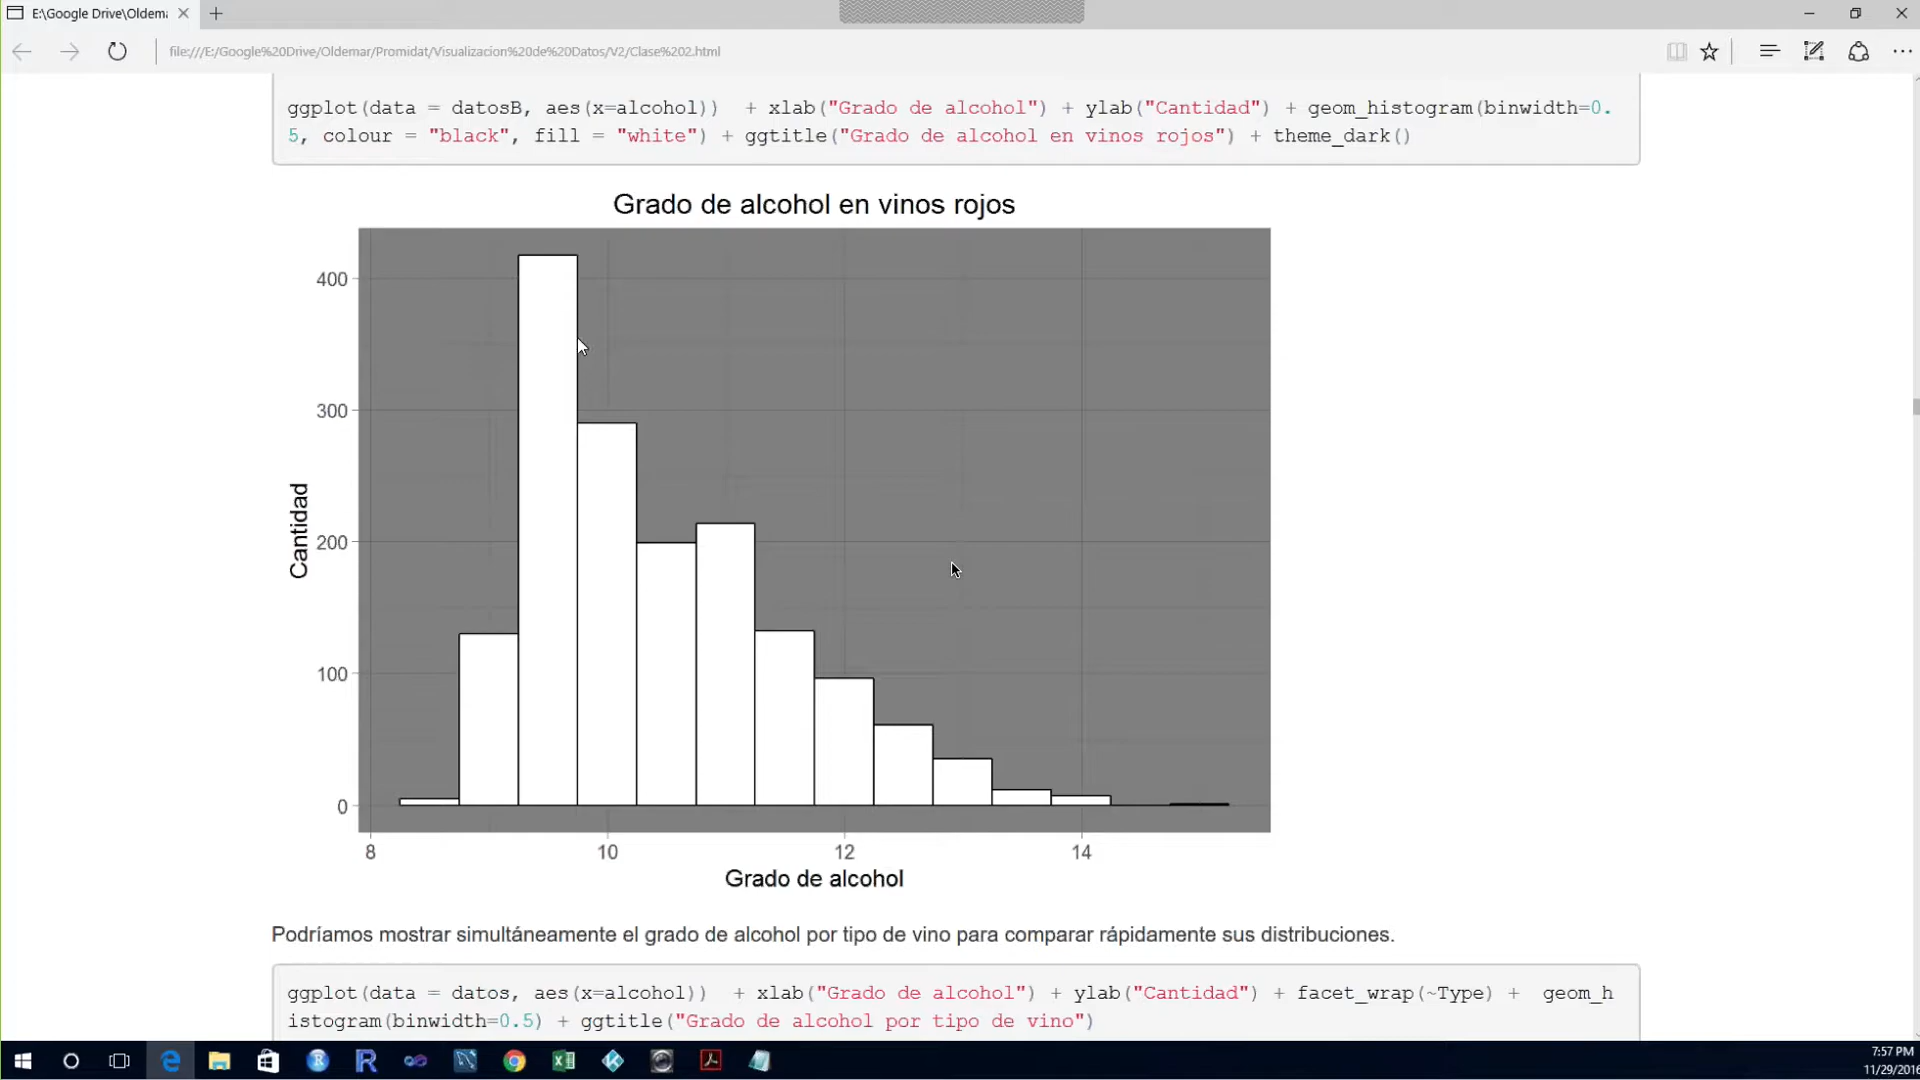 E:\Google Drive\Oldema
file:///E:/Google%20Drive/Oldemar/Promidat/Visualizacion%20de%20Datos/V2/Clase%202.html
ggplot(data = datosB, aes(x=alcohol))  + xlab("Grado de alcohol") + ylab("Cantidad") + geom_histogram(binwidth=0.
5, colour = "black", fill = "white") + ggtitle("Grado de alcohol en vinos rojos") + theme_dark()
Grado de alcohol en vinos rojos
400
300
200
100
0
Cantidad
8 10 12 14
Grado de alcohol
Podríamos mostrar simultáneamente el grado de alcohol por tipo de vino para comparar rápidamente sus distribuciones.
ggplot(data = datos, aes(x=alcohol))  + xlab("Grado de alcohol") + ylab("Cantidad") + facet_wrap(~Type) +  geom_h
istogram(binwidth=0.5) + ggtitle("Grado de alcohol por tipo de vino")
7:57 PM
11/29/2016